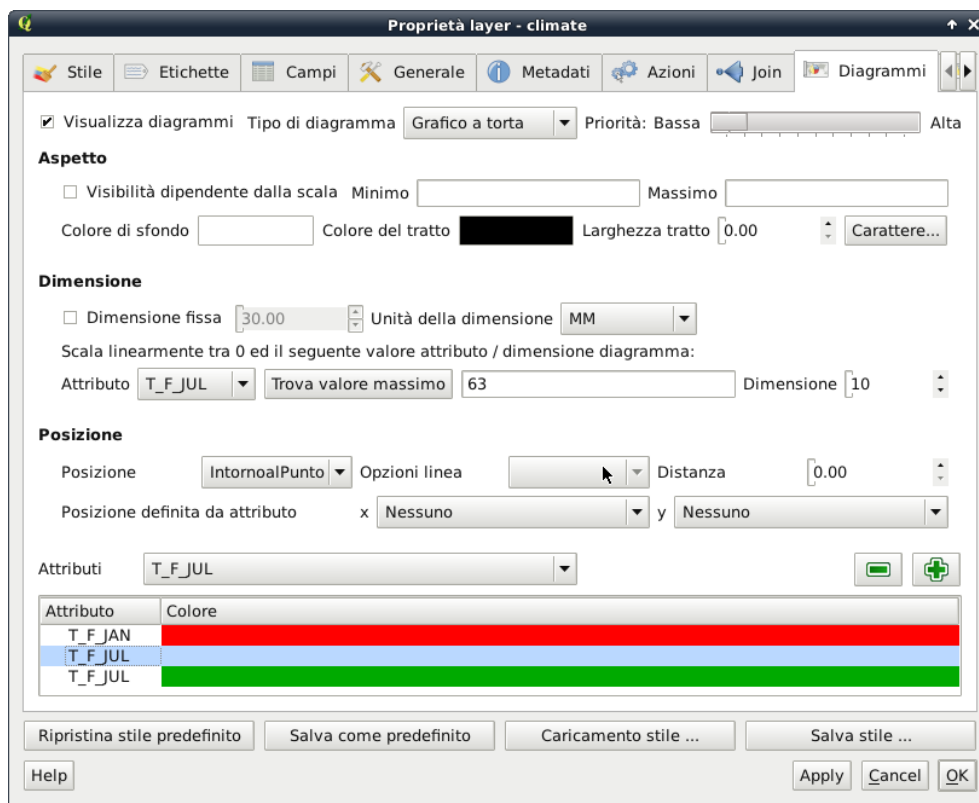 Proprietà layer - climate
Stile Etichette Campi Generale Metadati Azioni Join Diagrammi
Visualizza diagrammi Tipo di diagramma Grafico a torta Priorità: Bassa Alta
Aspetto
Visibilità dipendente dalla scala Minimo Massimo
Colore di sfondo Colore del tratto Larghezza tratto 0.00 Carattere...
Dimensione
Dimensione fissa 30.00 Unità della dimensione MM
Scala linearmente tra 0 ed il seguente valore attributo / dimensione diagramma:
Attributo T_F_JUL Trova valore massimo 63 Dimensione 10
Posizione
Posizione IntornoalPunto Opzioni linea Distanza 0.00
Posizione definita da attributo x Nessuno y Nessuno
Attributi T_F_JUL
Attributo Colore
T_F_JAN
T_F_JUL
T_F_JUL
Ripristina stile predefinito Salva come predefinito Caricamento stile ... Salva stile ...
Help Apply Cancel OK